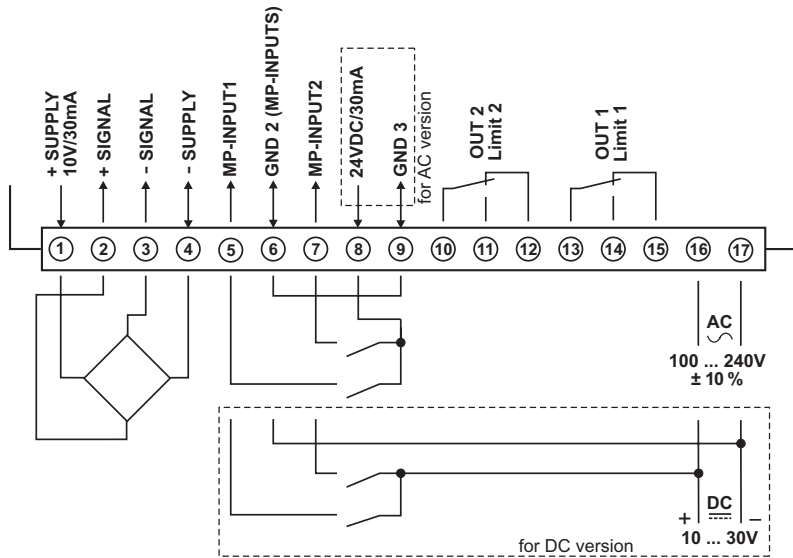 + SUPPLY
10V/30mA
+ SIGNAL
– SIGNAL
– SUPPLY
MP-INPUT1
GND 2 (MP-INPUTS)
MP-INPUT2
24VDC/30mA
GND 3
for AC version
OUT 2
Limit 2
OUT 1
Limit 1
1 2 3 4 5 6 7 8 9 10 11 12 13 14 15 16 17
AC
100 ... 240V
± 10 %
+ DC –
10 ... 30V
for DC version